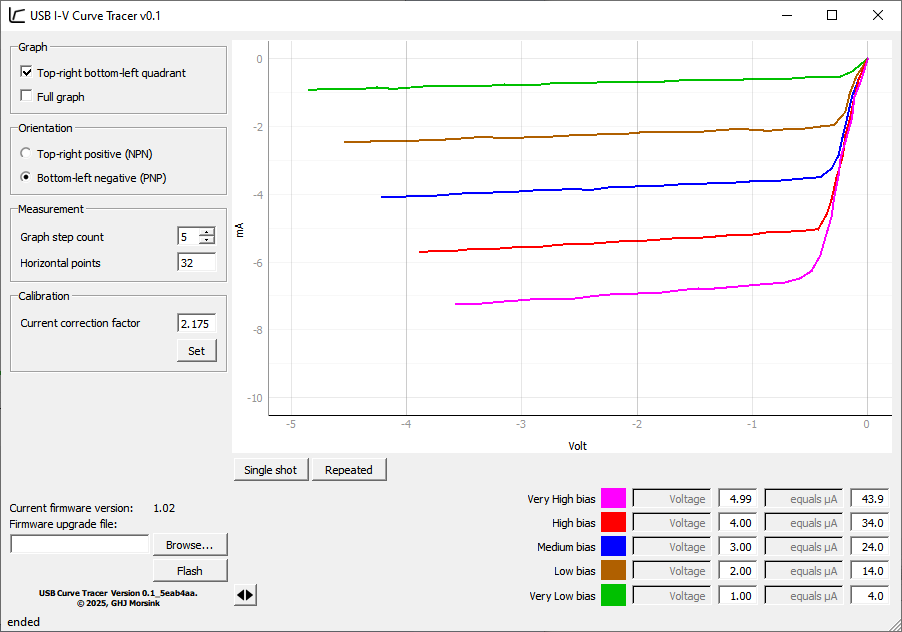 USB I-V Curve Tracer v0.1
Graph
Top-right bottom-left quadrant
Full graph
Orientation
Top-right positive (NPN)
Bottom-left negative (PNP)
Measurement
Graph step count 5
Horizontal points 32
Calibration
Current correction factor 2.175
Set
0
-2
-4
-6
-8
-10
mA
-5 -4 -3 -2 -1 0
Volt
Single shot Repeated
Very High bias Voltage 4.99 equals µA 43.9
High bias Voltage 4.00 equals µA 34.0
Medium bias Voltage 3.00 equals µA 24.0
Low bias Voltage 2.00 equals µA 14.0
Very Low bias Voltage 1.00 equals µA 4.0
Current firmware version: 1.02
Firmware upgrade file:
Browse...
Flash
USB Curve Tracer Version 0.1_5eab4aa.
© 2025, GHJ Morsink
ended